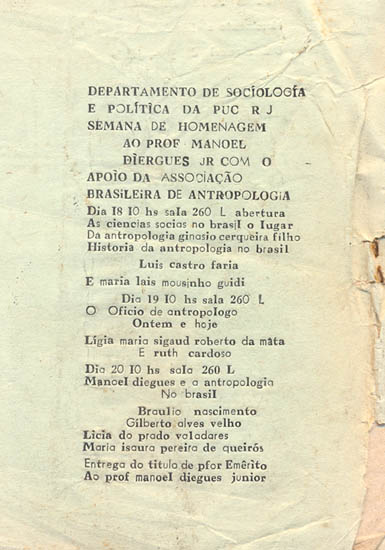 DEPARTAMENTO DE SOCIOLOGIA
E POLÍTICA DA PUC R J
SEMANA DE HOMENAGEM
AO PROF MANOEL
DIERGUES JR COM O
APOIO DA ASSOCIAÇÃO
BRASILEIRA DE ANTROPOLOGIA
Dia 18 10 hs sala 260 L abertura
As ciencias socias no brasil o lugar
Da antropologia ginasio cerqueira filho
Historia da antropologia no brasil
Luis castro faria
E maria lais mousinho guidi
Dia 19 10 hs sala 260 L
O Oficio de antropologo
Ontem e hoje
Lígia maria sigaud roberto da máta
E ruth cardoso
Dia 20 10 hs sala 260 L
Manoel diegues e a antropologia
No brasil
Braulio nascimento
Gilberto alves velho
Licia do prado valadares
Maria isaura pereira de queirós
Entrega do titulo de pfor Emérito
Ao prof manoel diegues junior